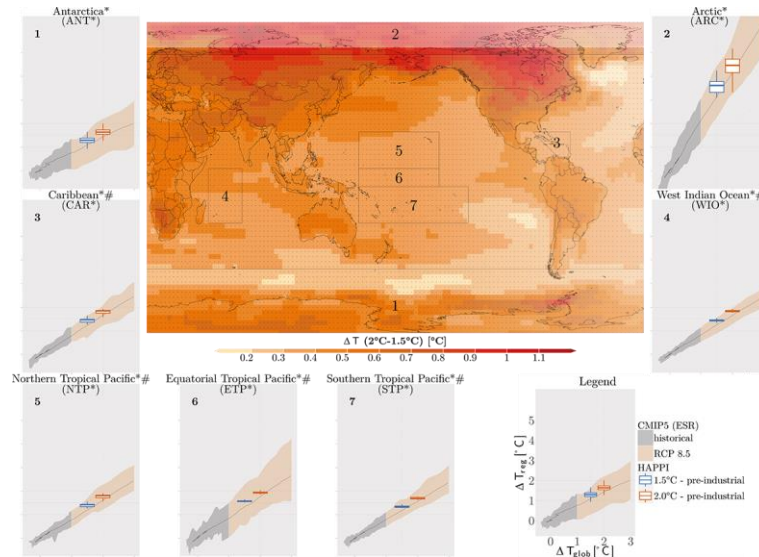 Antarctica*
(ANT*)
1
2
Arctic*
(ARC*)
2
3
5
6
4
7
1
Caribbean*#
(CAR*)
3
West Indian Ocean*#
(WIO*)
4
0.2 0.3 0.4 0.5 0.6 0.7 0.8 0.9 1 1.1
Δ T (2°C-1.5°C) [°C]
Northern Tropical Pacific*#
(NTP*)
5
Equatorial Tropical Pacific*#
(ETP*)
6
Southern Tropical Pacific*#
(STP*)
7
Legend
5
4
3
2
1
0
Δ Treg [°C]
0 1 2 3
Δ Tglob [°C]
CMIP5 (ESR)
historical
RCP 8.5
HAPPI
1.5°C - pre-industrial
2.0°C - pre-industrial